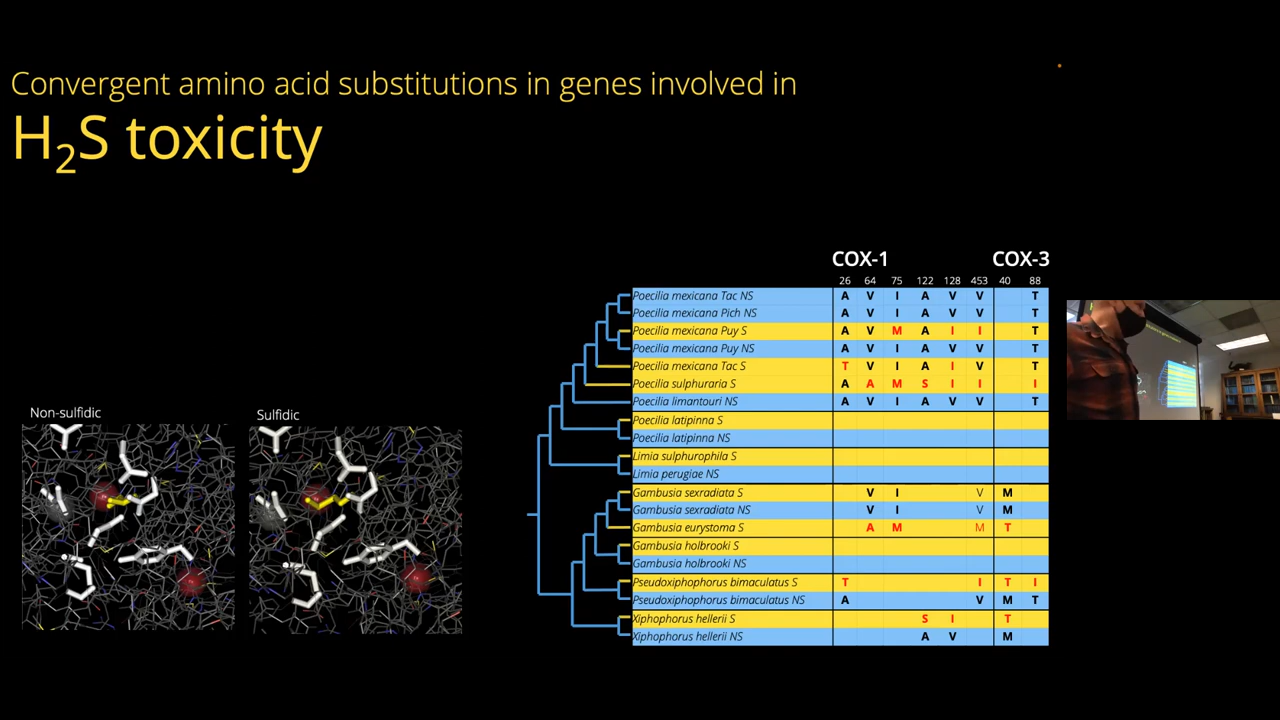 Convergent amino acid substitutions in genes involved in
H₂S toxicity
COX-1 COX-3
26 64 75 122 128 453 40 88
Poecilia mexicana Tac NS A V I A V V T
Poecilia mexicana Pich NS A V I A V V T
Poecilia mexicana Puy S A V M A I I T
Poecilia mexicana Puy NS A V I A V V T
Poecilia mexicana Tac S T V I A I V T
Poecilia sulphuraria S A A M S I I I
Poecilia limantouri NS A V I A V V T
Poecilia latipinna S
Poecilia latipinna NS
Limia sulphurophila S
Limia perugiae NS
Gambusia sexradiata S V I V M
Gambusia sexradiata NS V I V M
Gambusia eurystoma S A M M T
Gambusia holbrooki S
Gambusia holbrooki NS
Pseudoxiphophorus bimaculatus S T I T I
Pseudoxiphophorus bimaculatus NS A V M T
Xiphophorus hellerii S S I T
Xiphophorus hellerii NS A V M
Non-sulfidic
Sulfidic